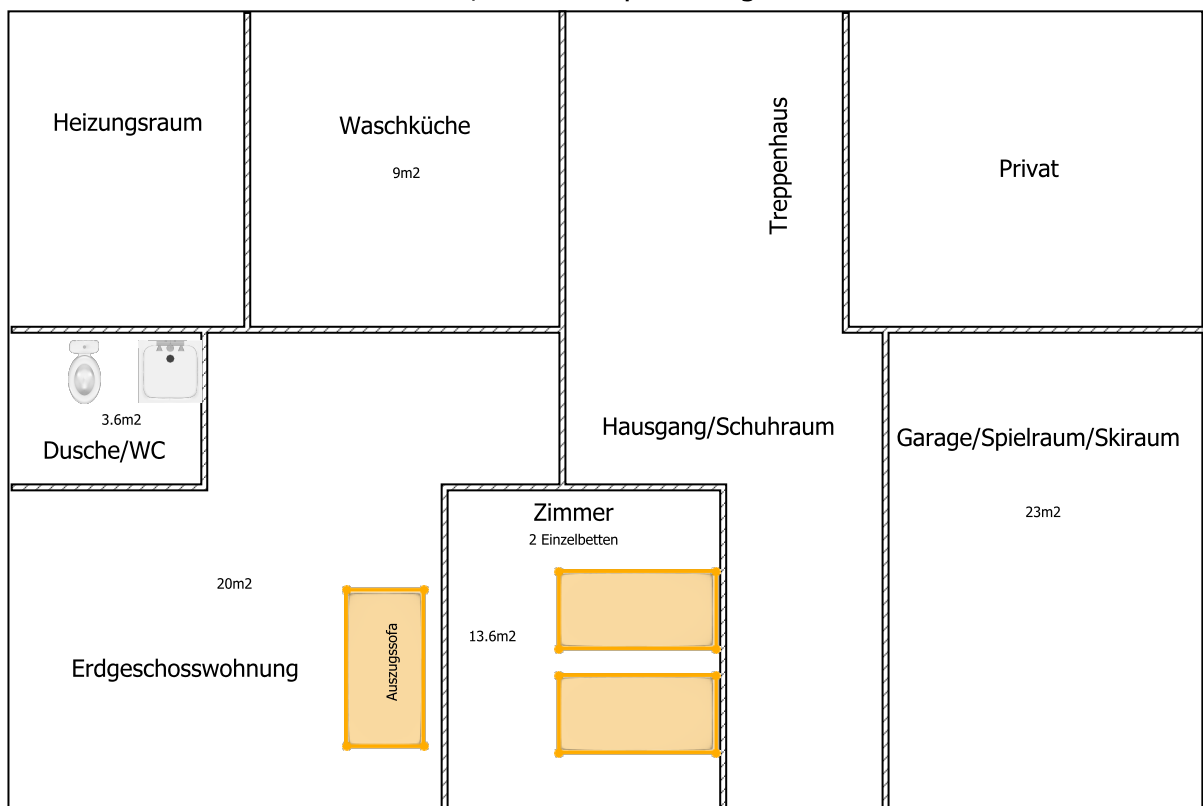 Heizungsraum
Waschküche
9m2
Treppenhaus
Privat
3.6m2
Dusche/WC
Hausgang/Schuhraum
Garage/Spielraum/Skiraum
23m2
Zimmer
2 Einzelbetten
13.6m2
20m2
Erdgeschosswohnung
Auszugssofa